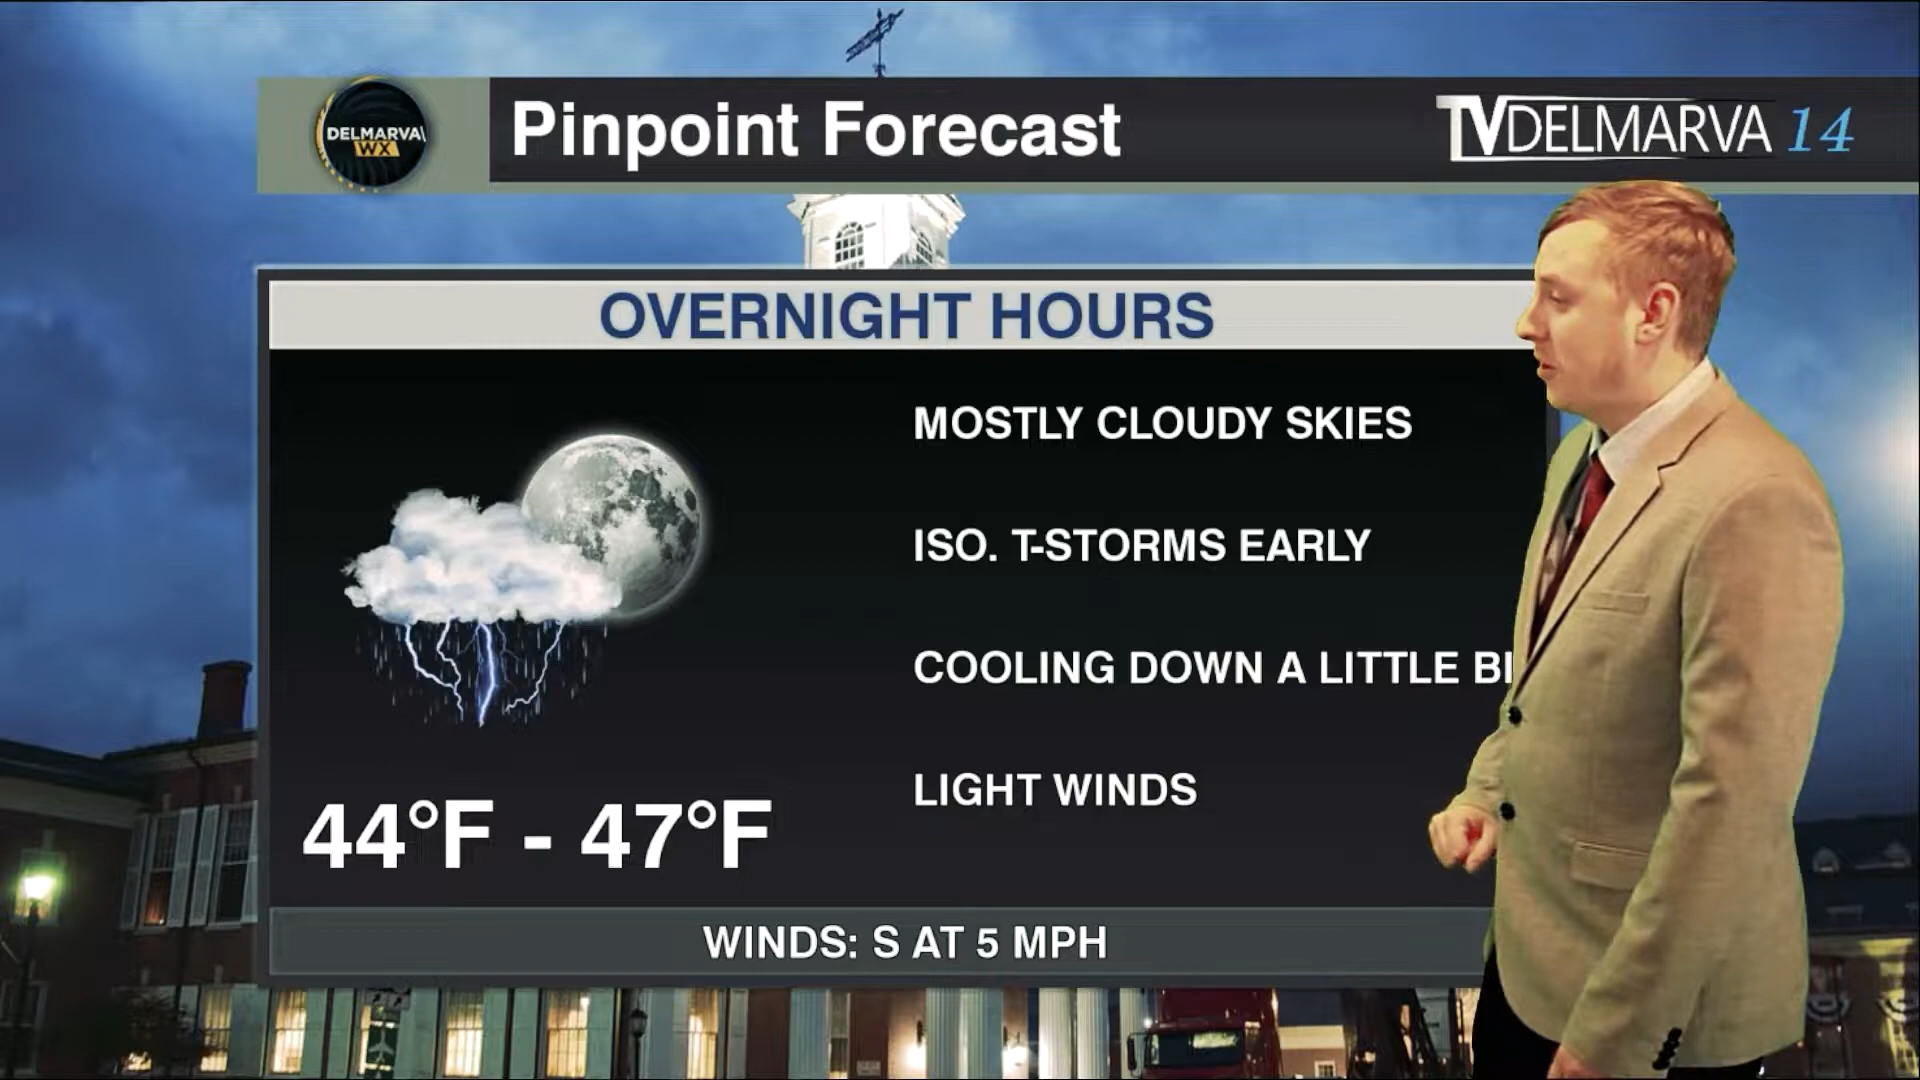 DELMARVA
WX
Pinpoint Forecast
TVDELMARVA 14
OVERNIGHT HOURS
MOSTLY CLOUDY SKIES
ISO. T-STORMS EARLY
COOLING DOWN A LITTLE BI
LIGHT WINDS
44°F - 47°F
WINDS: S AT 5 MPH